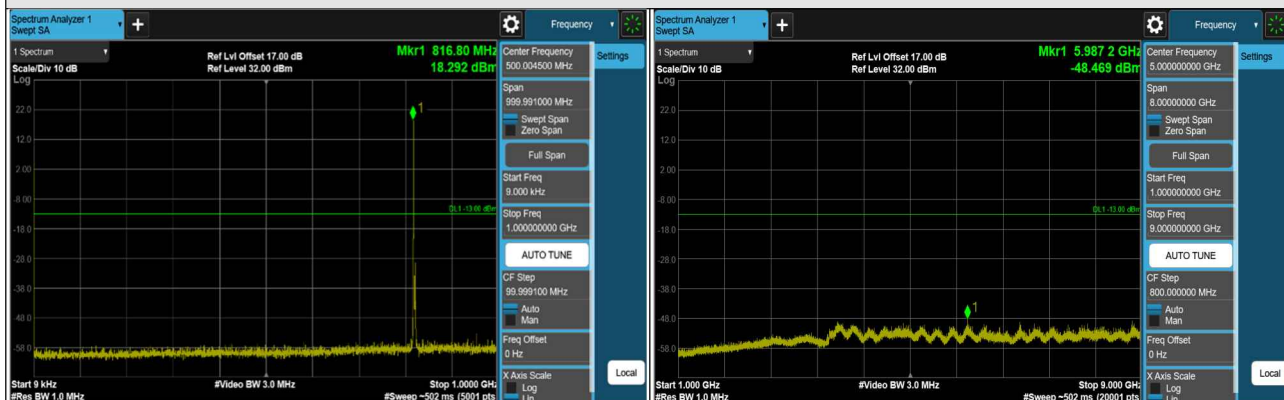 Spectrum Analyzer 1
Swept SA
+
Frequency
1 Spectrum
Scale/Div 10 dB
Log
Ref Lvl Offset 17.00 dB
Ref Level 32.00 dBm
Mkr1 816.80 MHz
18.292 dBm
1
22.0
12.0
2.00
-8.00
-18.0
-28.0
-38.0
-48.0
-58.0
DL1 -13.00 dBm
Start 9 kHz
#Res BW 1.0 MHz
#Video BW 3.0 MHz
Stop 1.0000 GHz
#Sweep ~502 ms (5001 pts
Center Frequency
500.004500 MHz
Settings
Span
999.991000 MHz
Swept Span
Zero Span
Full Span
Start Freq
9.000 kHz
Stop Freq
1.000000000 GHz
AUTO TUNE
CF Step
99.999100 MHz
Auto
Man
Freq Offset
0 Hz
X Axis Scale
Log
Lin
Local
Spectrum Analyzer 1
Swept SA
+
Frequency
1 Spectrum
Scale/Div 10 dB
Log
Ref Lvl Offset 17.00 dB
Ref Level 32.00 dBm
Mkr1 5.987 2 GHz
-48.469 dBm
22.0
12.0
2.00
-8.00
-18.0
-28.0
-38.0
-48.0
-58.0
DL1 -13.00 dBm
1
Start 1.000 GHz
#Res BW 1.0 MHz
#Video BW 3.0 MHz
Stop 9.000 GHz
#Sweep ~502 ms (20001 pts
Center Frequency
5.000000000 GHz
Settings
Span
8.00000000 GHz
Swept Span
Zero Span
Full Span
Start Freq
1.000000000 GHz
Stop Freq
9.000000000 GHz
AUTO TUNE
CF Step
800.000000 MHz
Auto
Man
Freq Offset
0 Hz
X Axis Scale
Log
Lin
Local